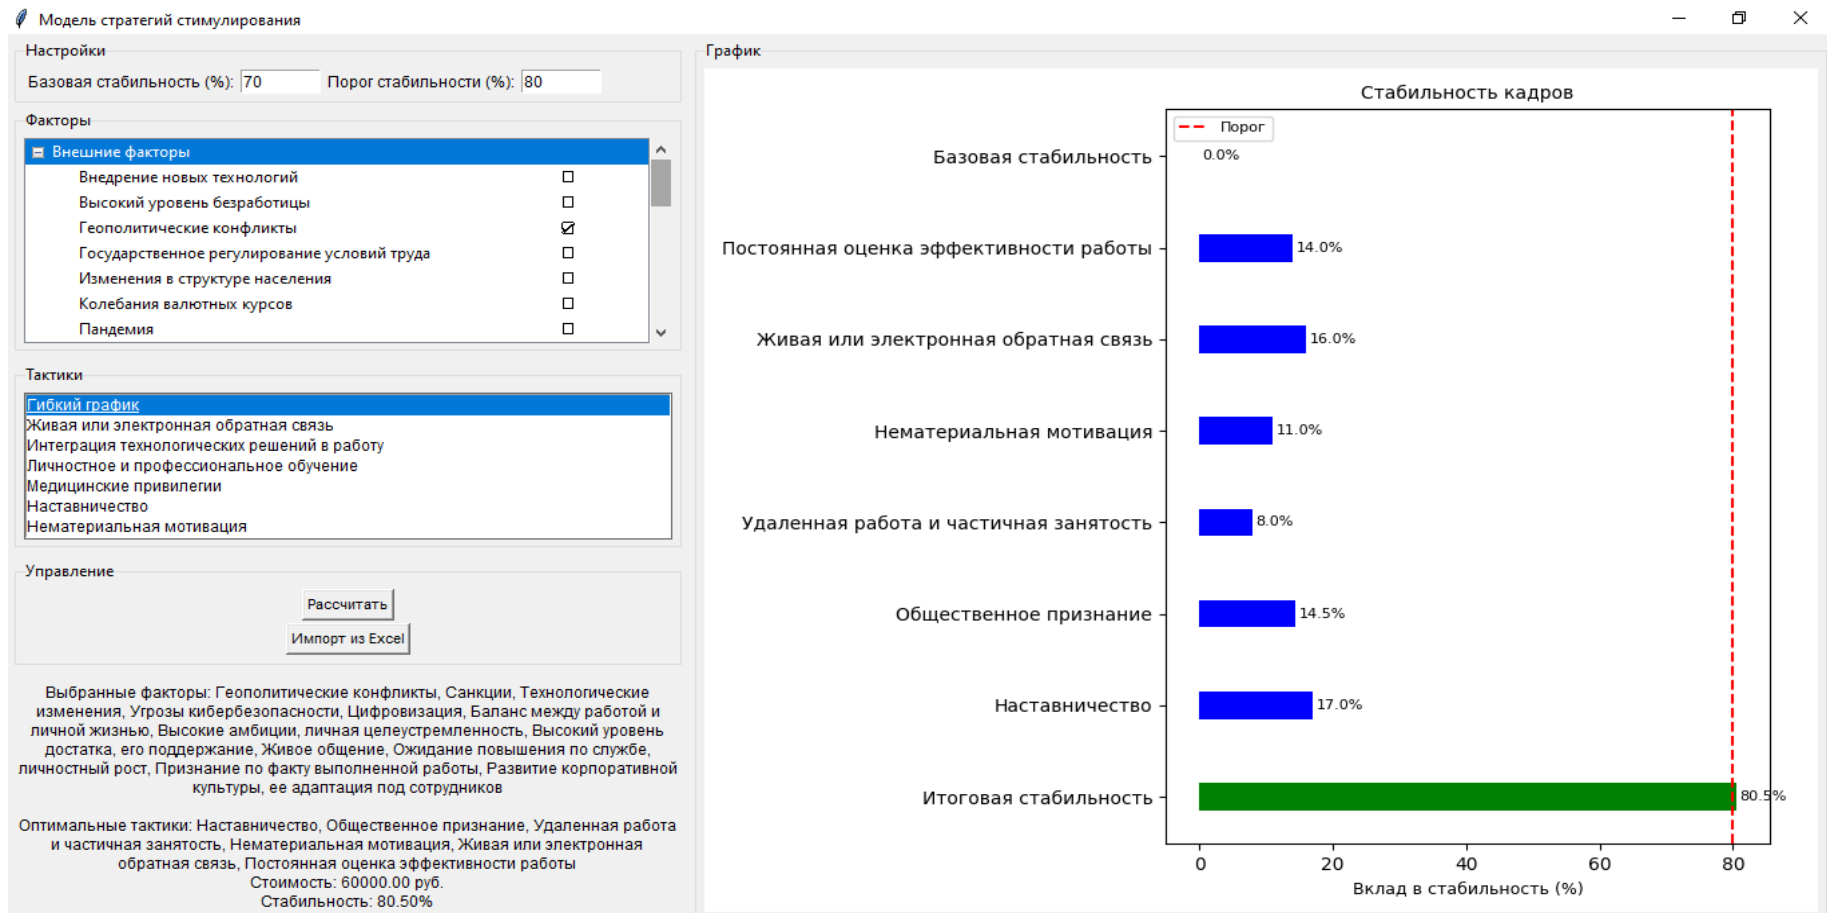 Модель стратегий стимулирования
Настройки
Базовая стабильность (%): 70 Порог стабильности (%): 80
Факторы
Внешние факторы
Внедрение новых технологий
Высокий уровень безработицы
Геополитические конфликты
Государственное регулирование условий труда
Изменения в структуре населения
Колебания валютных курсов
Пандемия
Тактики
Гибкий график
Живая или электронная обратная связь
Интеграция технологических решений в работу
Личностное и профессиональное обучение
Медицинские привилегии
Наставничество
Нематериальная мотивация
Управление
Рассчитать
Импорт из Excel
Выбранные факторы: Геополитические конфликты, Санкции, Технологические
изменения, Угрозы кибербезопасности, Цифровизация, Баланс между работой и
личной жизнью, Высокие амбиции, личная целеустремленность, Высокий уровень
достатка, его поддержание, Живое общение, Ожидание повышения по службе,
личностный рост, Признание по факту выполненной работы, Развитие корпоративной
культуры, ее адаптация под сотрудников
Оптимальные тактики: Наставничество, Общественное признание, Удаленная работа
и частичная занятость, Нематериальная мотивация, Живая или электронная
обратная связь, Постоянная оценка эффективности работы
Стоимость: 60000.00 руб.
Стабильность: 80.50%
График
Стабильность кадров
Порог
Базовая стабильность 0.0%
Постоянная оценка эффективности работы 14.0%
Живая или электронная обратная связь 16.0%
Нематериальная мотивация 11.0%
Удаленная работа и частичная занятость 8.0%
Общественное признание 14.5%
Наставничество 17.0%
Итоговая стабильность 80.5%
0 20 40 60 80
Вклад в стабильность (%)